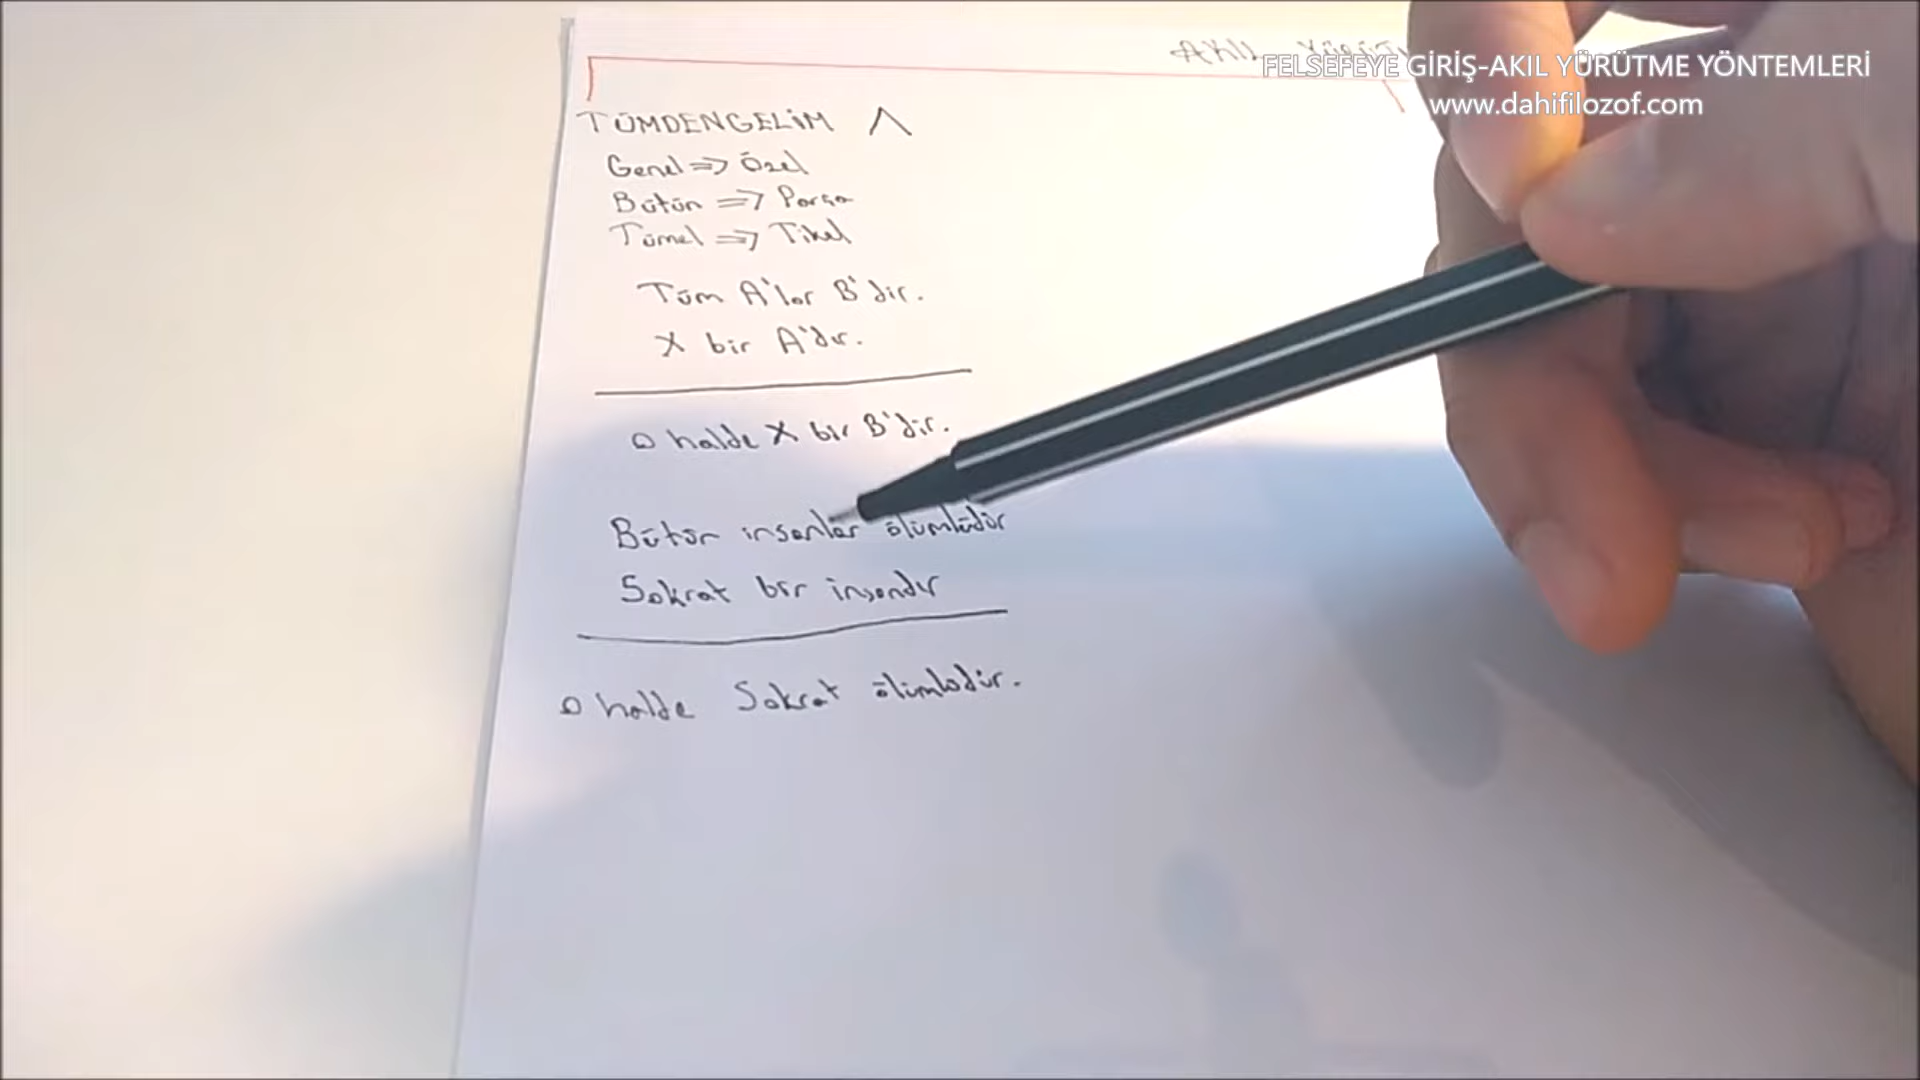 FELSEFEYE GİRİŞ-AKIL YÜRÜTME YÖNTEMLERİ
www.dahifilozof.com
AKIL
TÜMDENGELİM
Genel => Özel
Bütün => Parça
Tümel => Tikel
Tüm A'lar B'dir.
X bir A'dır.
O halde X bir B'dir.
Bütün insanlar ölümlüdür
Sokrat bir insandır
O halde Sokrat ölümlüdür.